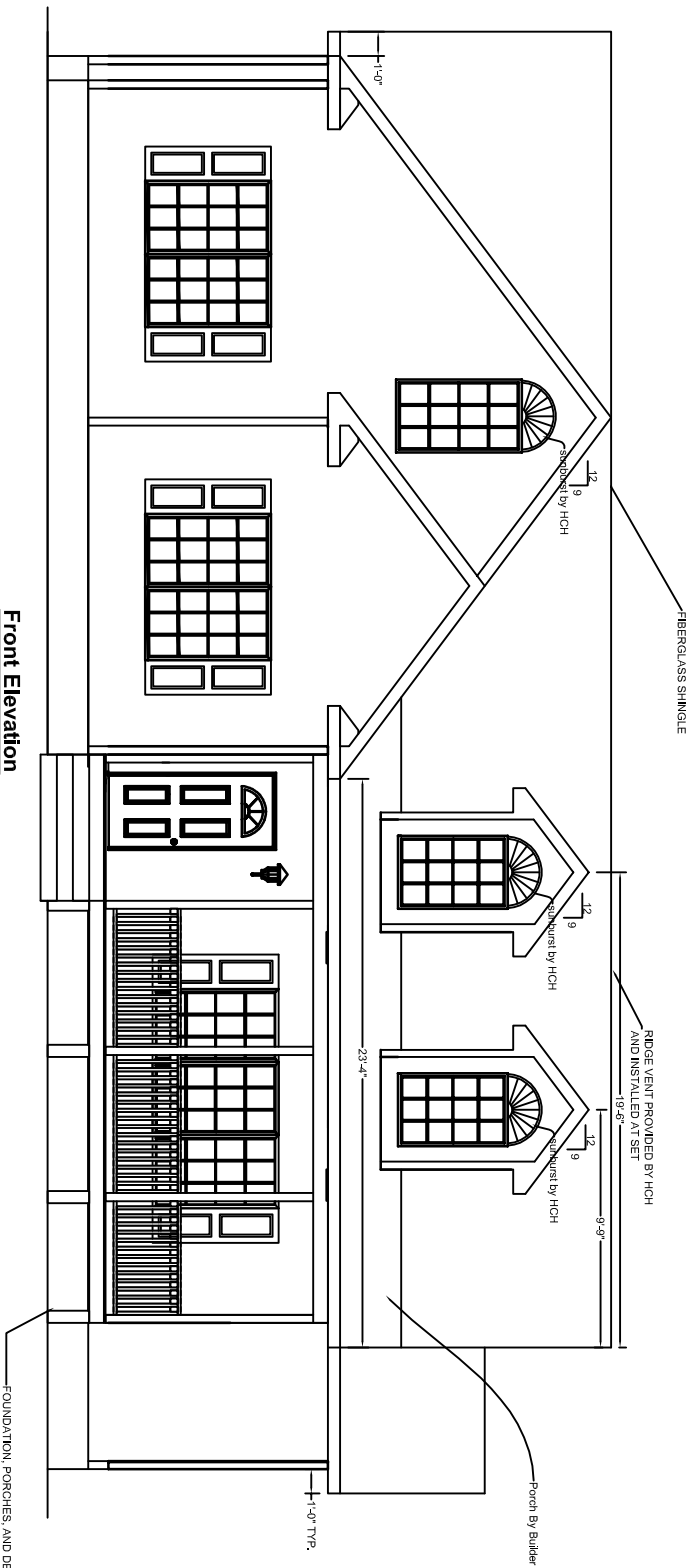 FIBERGLASS SHINGLE
RIDGE VENT PROVIDED BY HCH
AND INSTALLED AT SET
19'-6"
9'-9"
12
9
sunburst by HCH
12
9
sunburst by HCH
12
9
sunburst by HCH
1'-0"
23'-4"
Porch By Builder
1'-0" TYP.
FOUNDATION, PORCHES, AND DE
Front Elevation